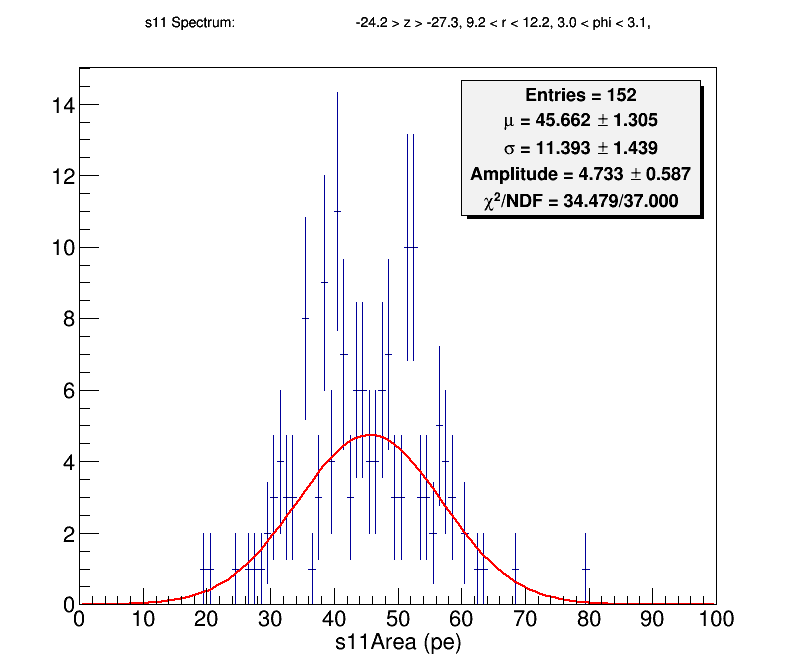 s11 Spectrum: -24.2 > z > -27.3, 9.2 < r < 12.2, 3.0 < phi < 3.1,
Entries = 152
μ = 45.662 ± 1.305
σ = 11.393 ± 1.439
Amplitude = 4.733 ± 0.587
χ²/NDF = 34.479/37.000
14
12
10
8
6
4
2
0
0 10 20 30 40 50 60 70 80 90 100
s11Area (pe)